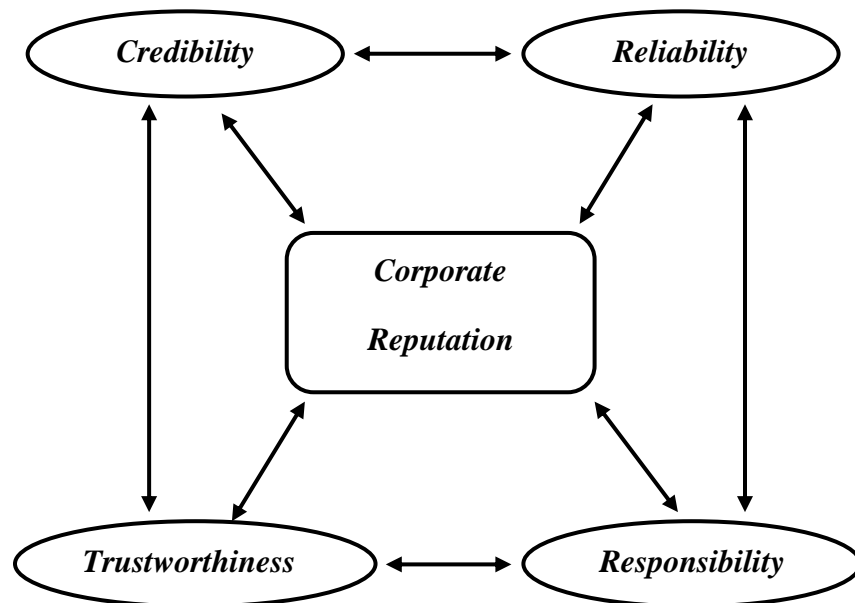 Credibility
Reliability
Corporate
Reputation
Trustworthiness
Responsibility